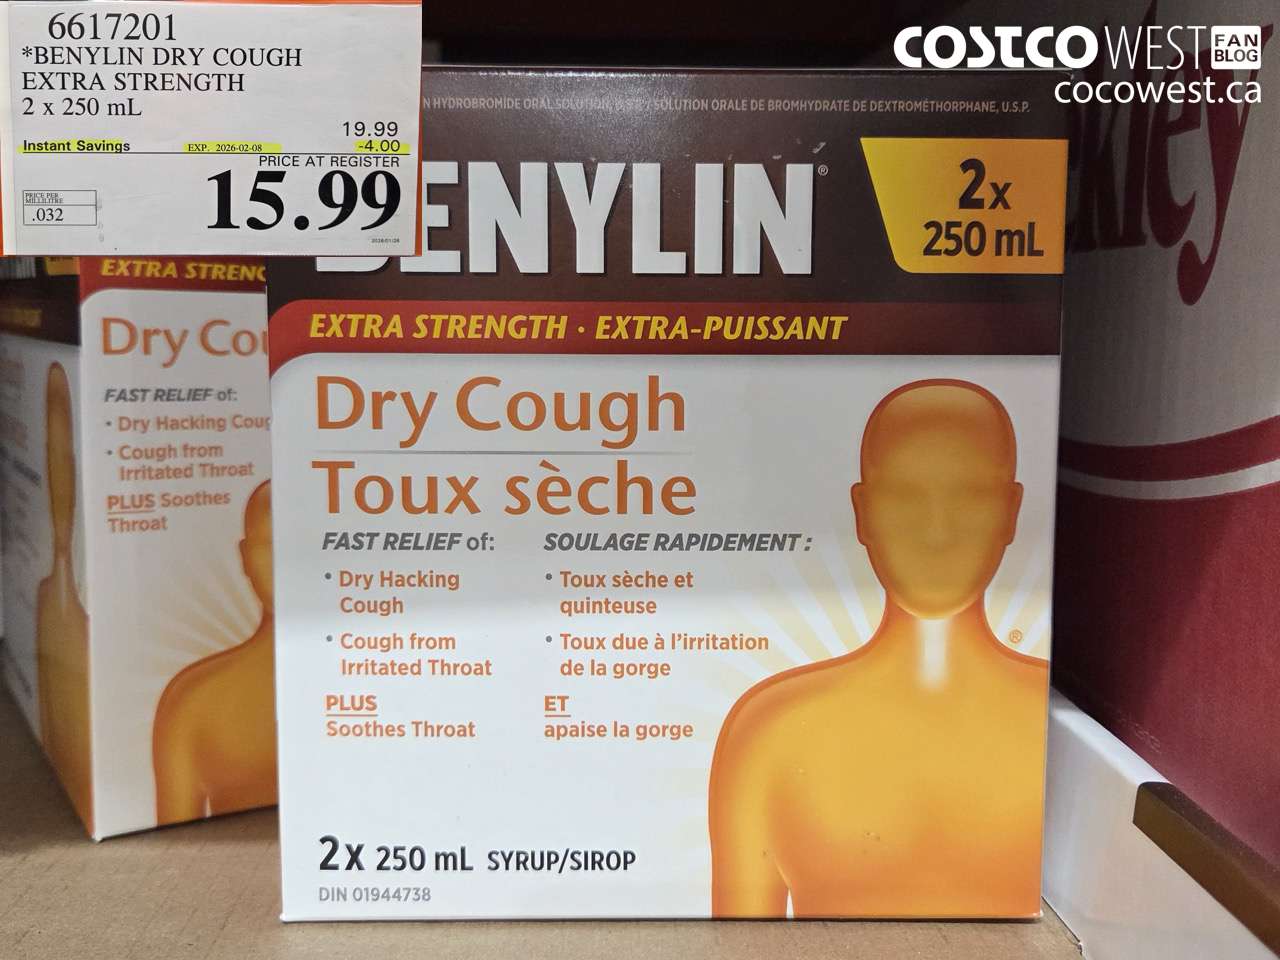 6617201
*BENYLIN DRY COUGH
EXTRA STRENGTH
2 x 250 mL
19.99
Instant Savings EXP. 2026-02-08 -4.00
PRICE AT REGISTER
15.99
PRICE PER
MILLILITRE
.032
COSTCO WEST FAN BLOG
cocowest.ca
N HYDROBROMIDE ORAL SOLUTION, U.S.P. / SOLUTION ORALE DE BROMHYDRATE DE DEXTROMÉTHORPHANE, U.S.P.
BENYLIN®
2x
250 mL
EXTRA STRENGTH · EXTRA-PUISSANT
Dry Cough
Toux sèche
FAST RELIEF of:
• Dry Hacking
Cough
• Cough from
Irritated Throat
PLUS
Soothes Throat
SOULAGE RAPIDEMENT :
• Toux sèche et
quinteuse
• Toux due à l'irritation
de la gorge
ET
apaise la gorge
®
2x 250 mL SYRUP/SIROP
DIN 01944738
EXTRA STRENG
Dry Cou
FAST RELIEF of:
• Dry Hacking Coug
• Cough from
Irritated Throat
PLUS Soothes
Throat
kley